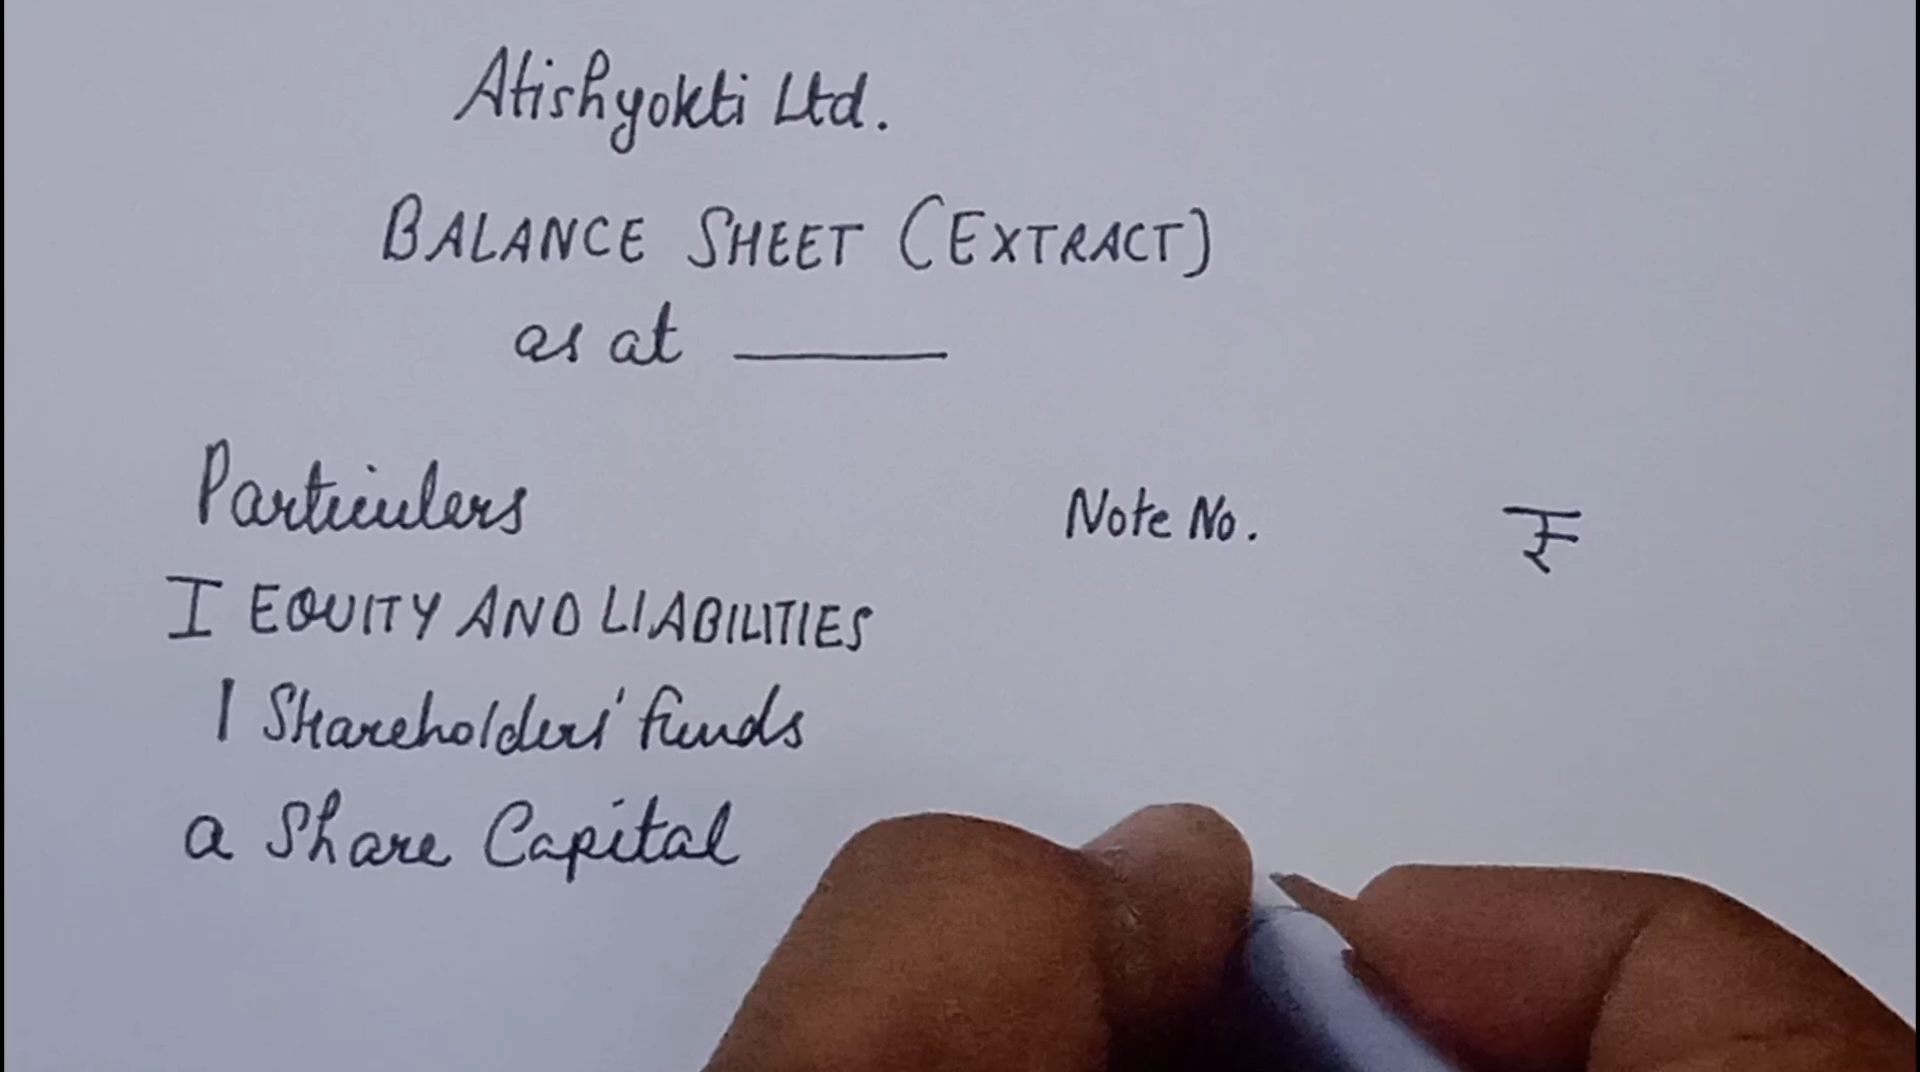 Atishyokti Ltd.
BALANCE SHEET (EXTRACT)
as at ______
Particulars Note No. ₹
I EQUITY AND LIABILITIES
1 Shareholders' funds
a Share Capital